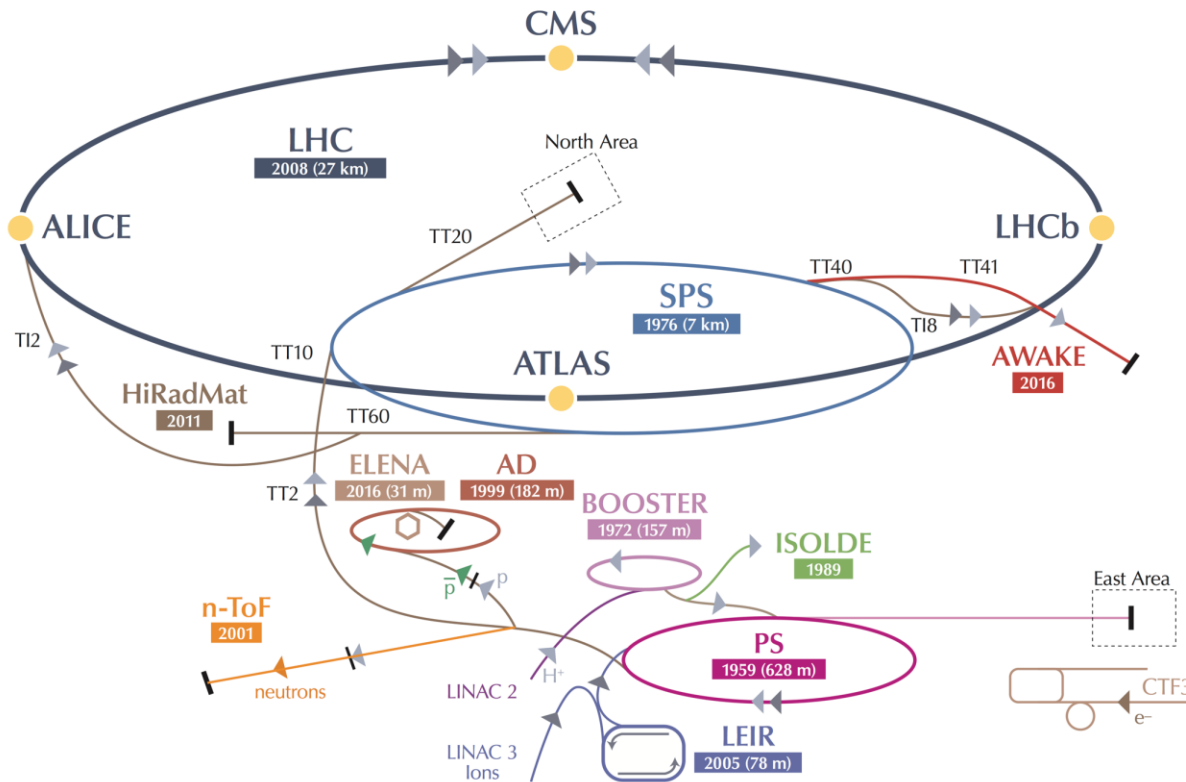 CMS
LHC
2008 (27 km)
North Area
ALICE
TT20
LHCb
TT40
TT41
SPS
1976 (7 km)
TI2
TT10
TI8
ATLAS
AWAKE
2016
HiRadMat
2011
TT60
ELENA
2016 (31 m)
AD
1999 (182 m)
TT2
BOOSTER
1972 (157 m)
ISOLDE
1989
p̅
p
East Area
n-ToF
2001
PS
1959 (628 m)
neutrons
LINAC 2
H⁺
CTF3
e⁻
LEIR
2005 (78 m)
LINAC 3
Ions